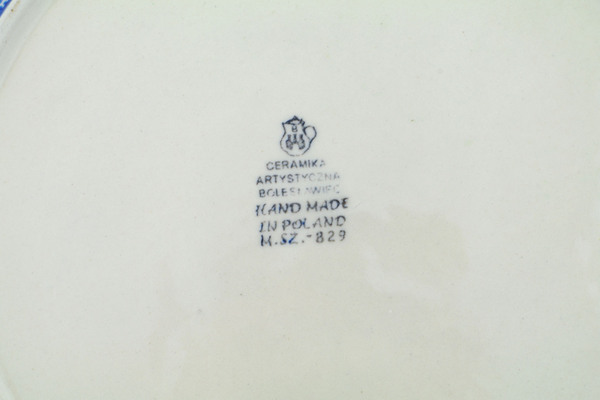 CERAMIKA
ARTYSTYCZNA
BOLESŁAWIEC
HAND MADE
IN POLAND
M.SZ.-829